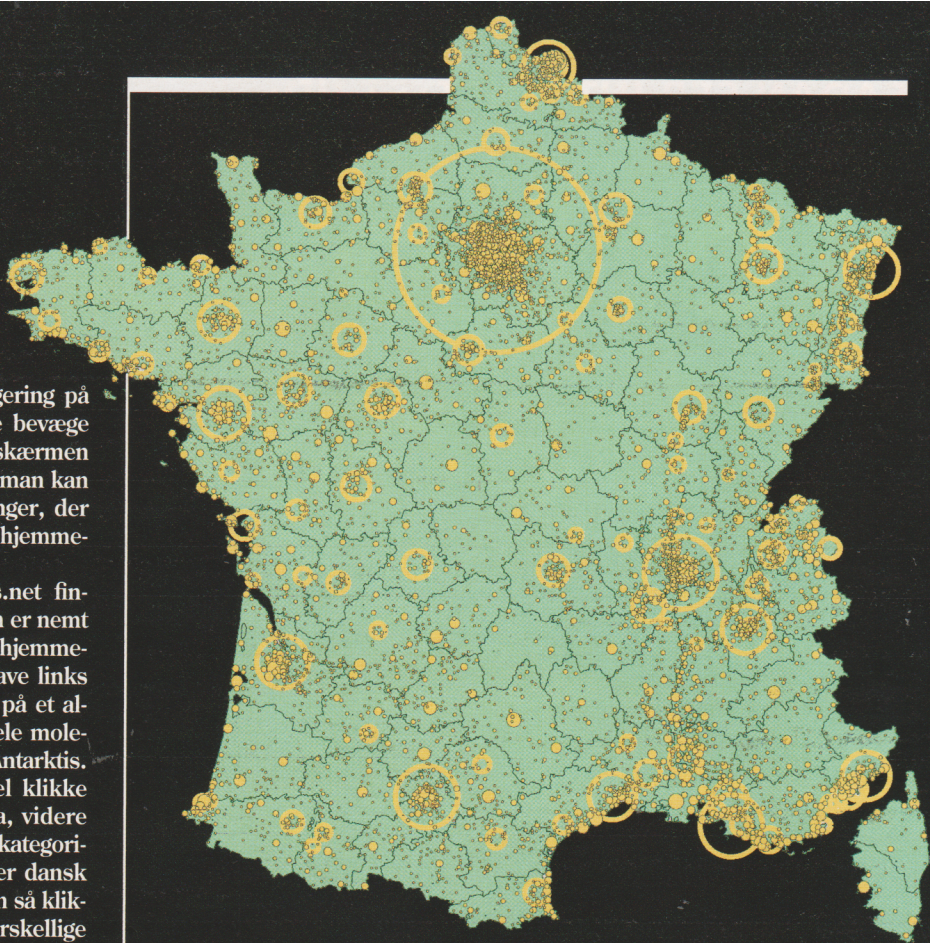 gering på
e bevæge
skærmen
man kan
nger, der
hjemme-
s.net fin-
n er nemt
hjemme-
ave links
på et al-
ele mole-
Antarktis.
el klikke
a, videre
kategori-
er dansk
n så klik-
rskellige